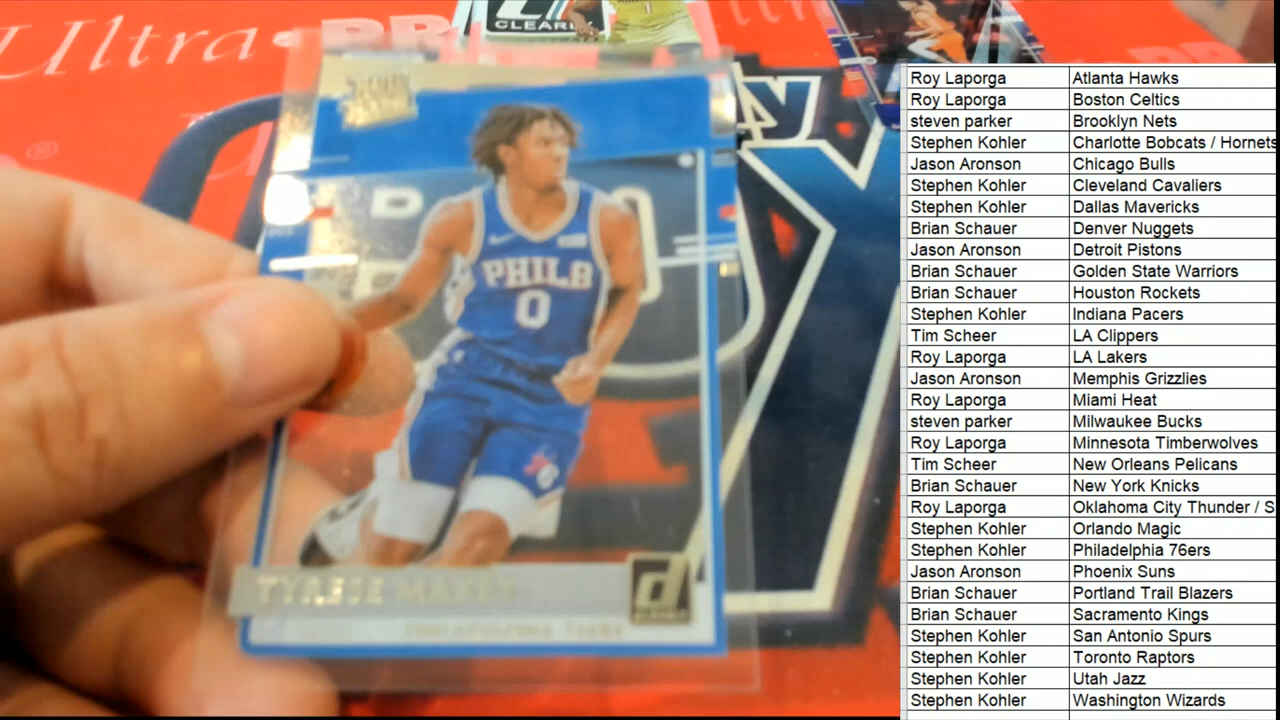 Ultra PRO
CLEARLY
1
PHILA
0
TYRESE MAXEY
PHILADELPHIA 76ERS
d
Roy Laporga Atlanta Hawks
Roy Laporga Boston Celtics
steven parker Brooklyn Nets
Stephen Kohler Charlotte Bobcats / Hornets
Jason Aronson Chicago Bulls
Stephen Kohler Cleveland Cavaliers
Stephen Kohler Dallas Mavericks
Brian Schauer Denver Nuggets
Jason Aronson Detroit Pistons
Brian Schauer Golden State Warriors
Brian Schauer Houston Rockets
Stephen Kohler Indiana Pacers
Tim Scheer LA Clippers
Roy Laporga LA Lakers
Jason Aronson Memphis Grizzlies
Roy Laporga Miami Heat
steven parker Milwaukee Bucks
Roy Laporga Minnesota Timberwolves
Tim Scheer New Orleans Pelicans
Brian Schauer New York Knicks
Roy Laporga Oklahoma City Thunder / S
Stephen Kohler Orlando Magic
Stephen Kohler Philadelphia 76ers
Jason Aronson Phoenix Suns
Brian Schauer Portland Trail Blazers
Brian Schauer Sacramento Kings
Stephen Kohler San Antonio Spurs
Stephen Kohler Toronto Raptors
Stephen Kohler Utah Jazz
Stephen Kohler Washington Wizards